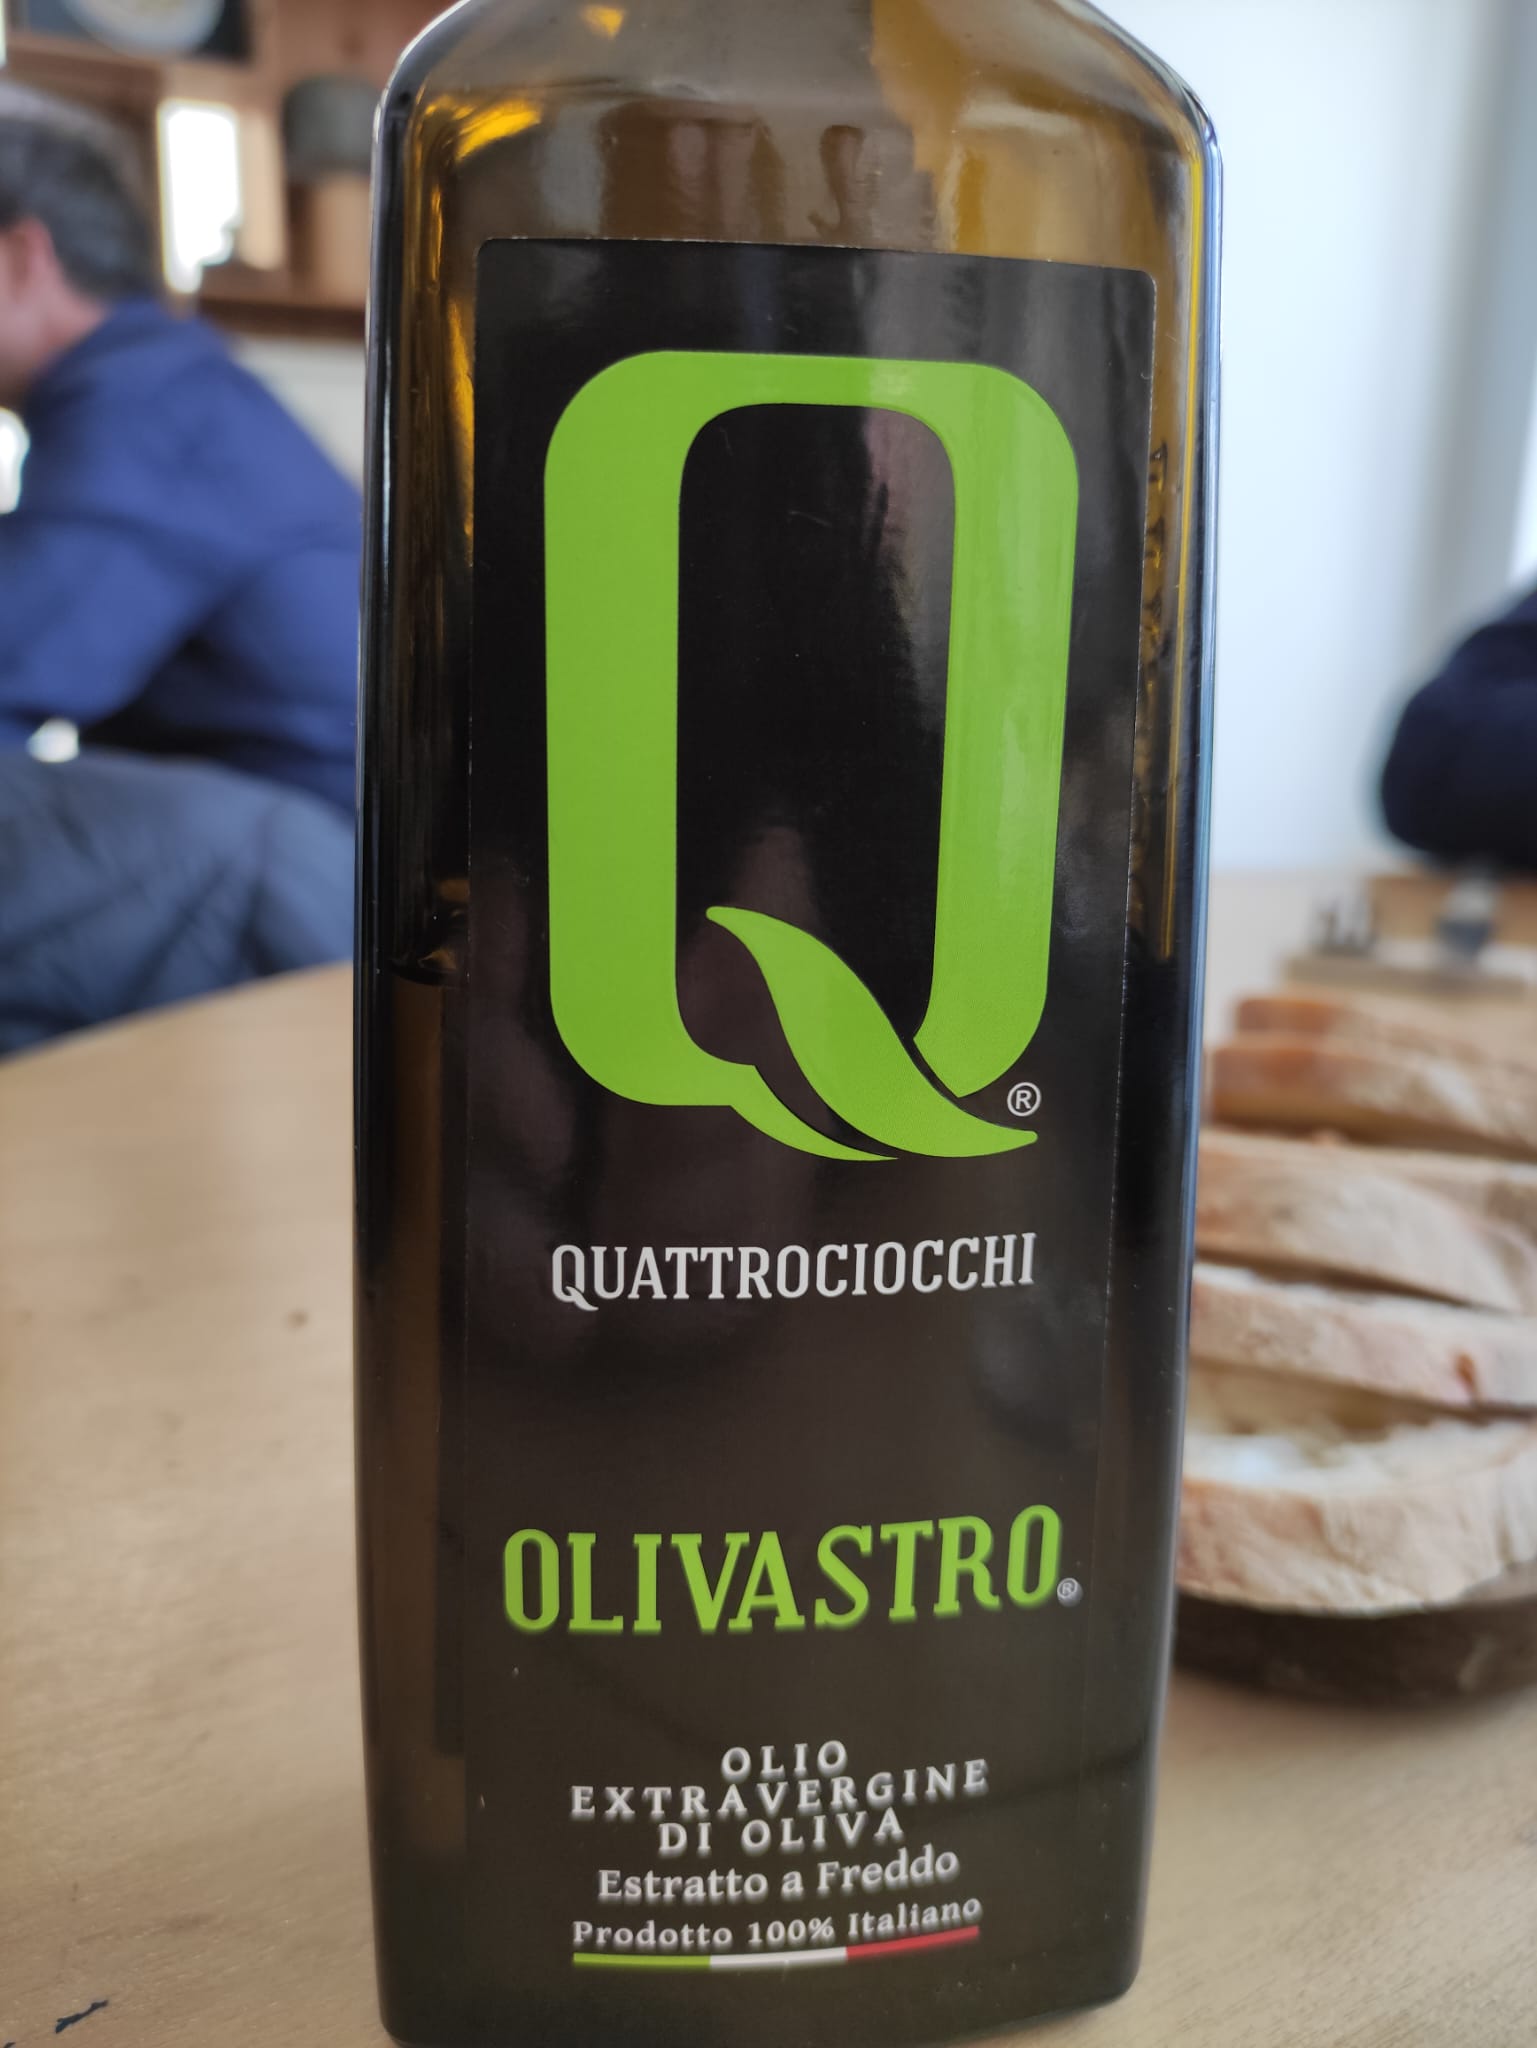 Q®
QUATTROCIOCCHI
OLIVASTRO®
OLIO
EXTRAVERGINE
DI OLIVA
Estratto a Freddo
Prodotto 100% Italiano